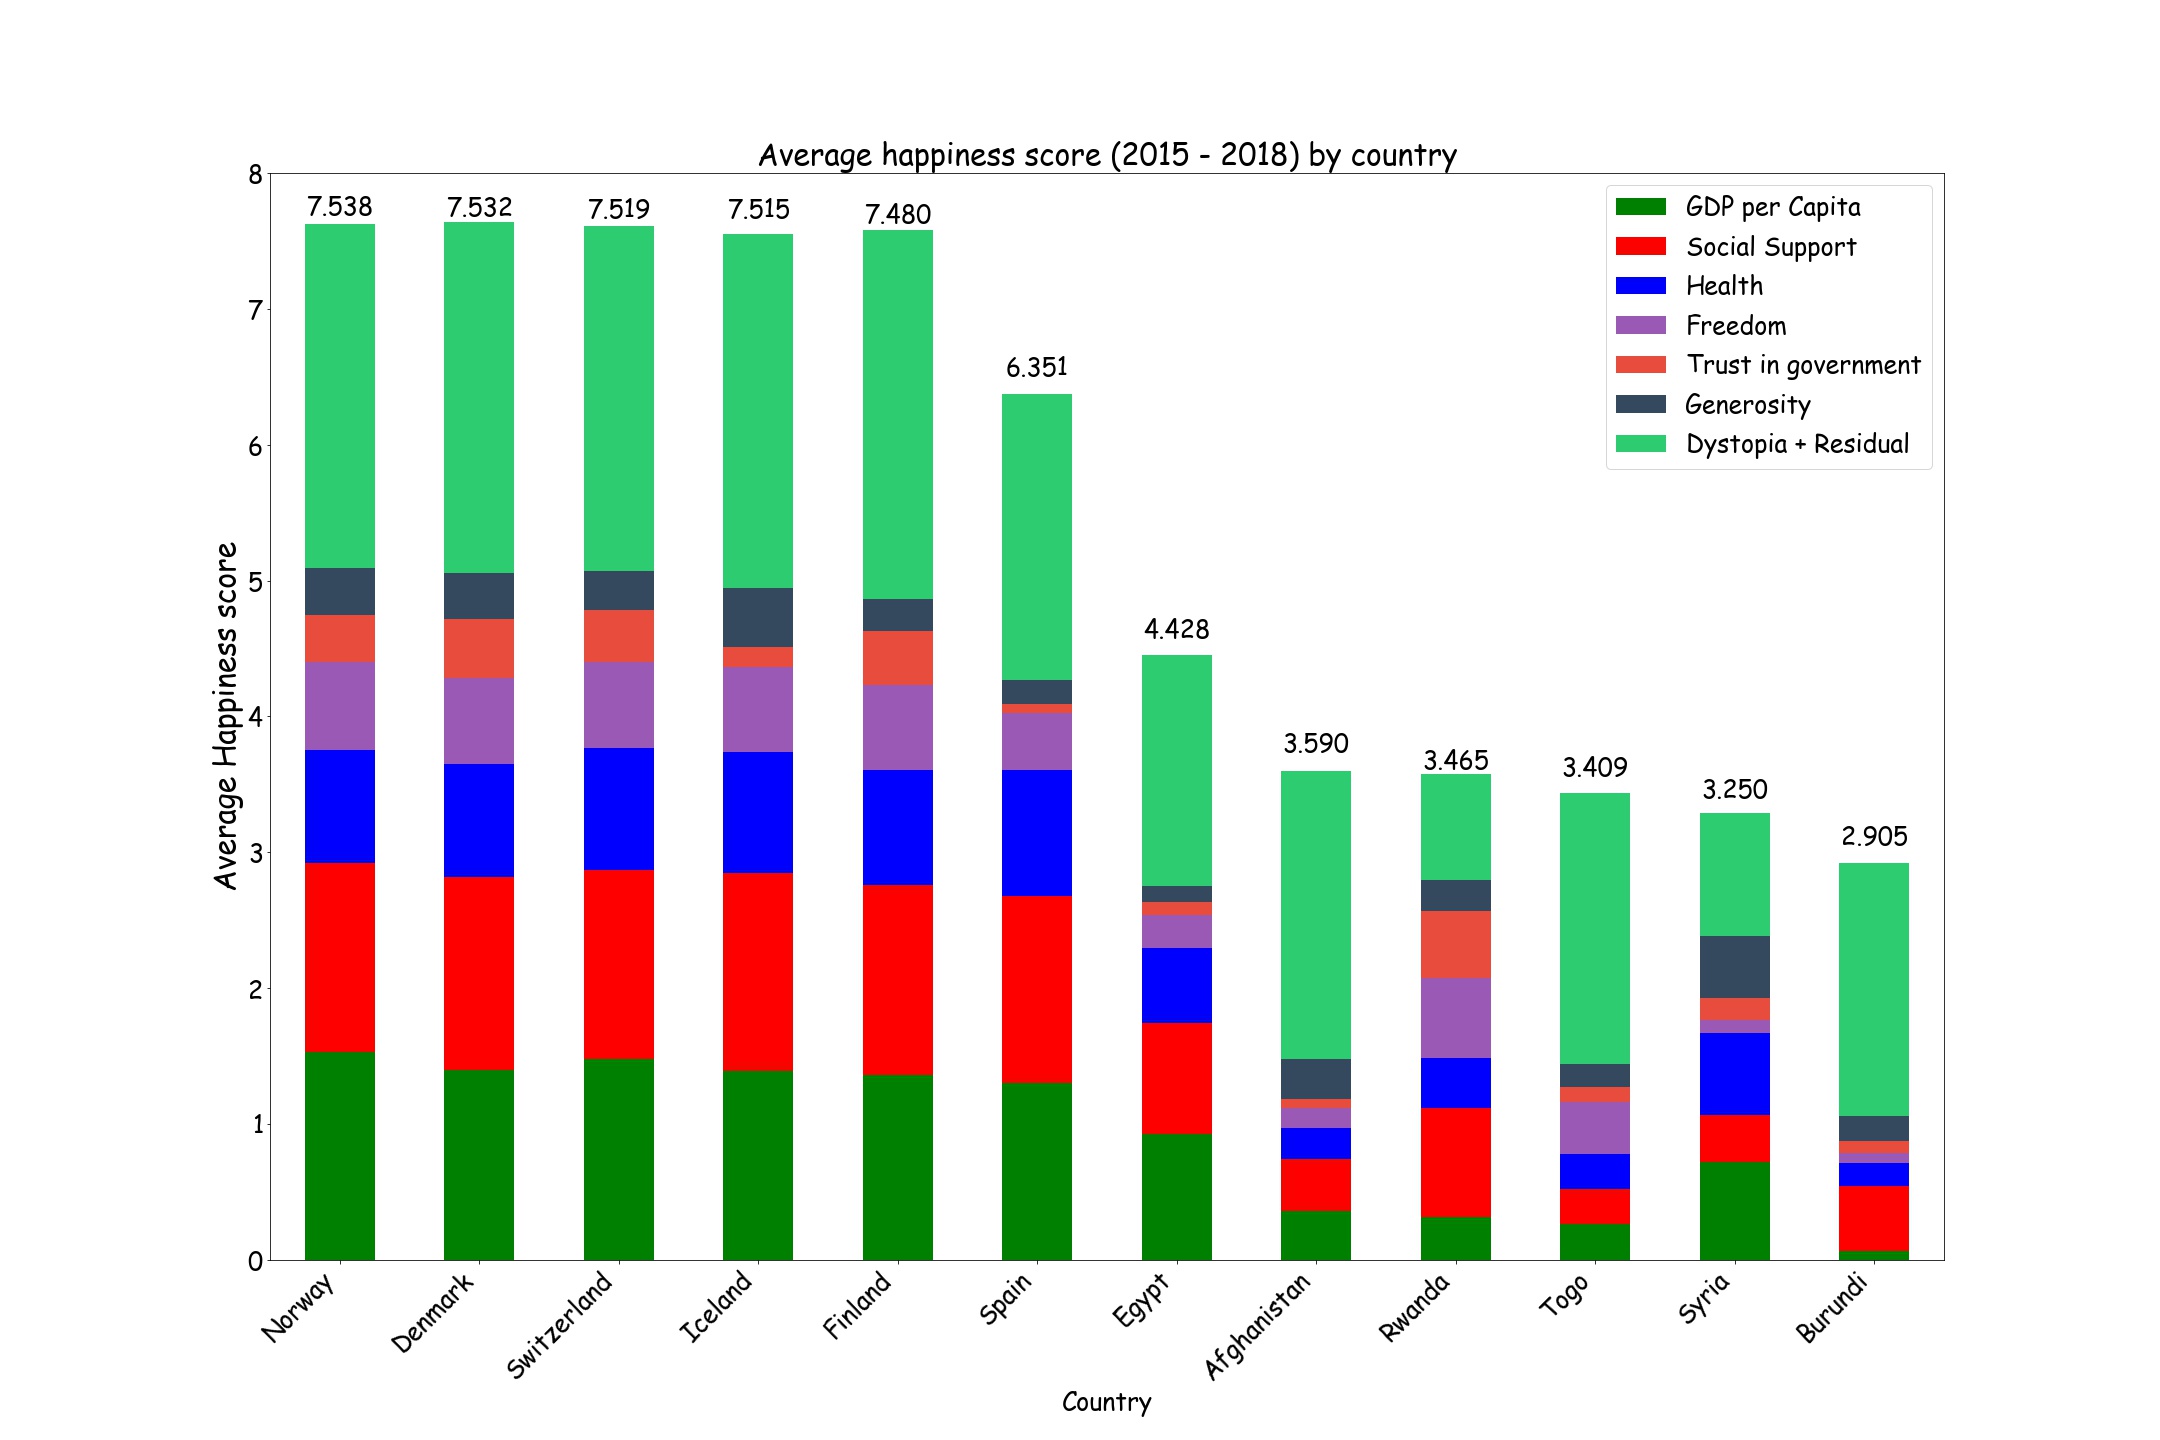 Average happiness score (2015 - 2018) by country
8
7
6
5
4
3
2
1
0
Average Happiness score
7.538
7.532
7.519
7.515
7.480
6.351
4.428
3.590
3.465
3.409
3.250
2.905
GDP per Capita
Social Support
Health
Freedom
Trust in government
Generosity
Dystopia + Residual
Norway
Denmark
Switzerland
Iceland
Finland
Spain
Egypt
Afghanistan
Rwanda
Togo
Syria
Burundi
Country